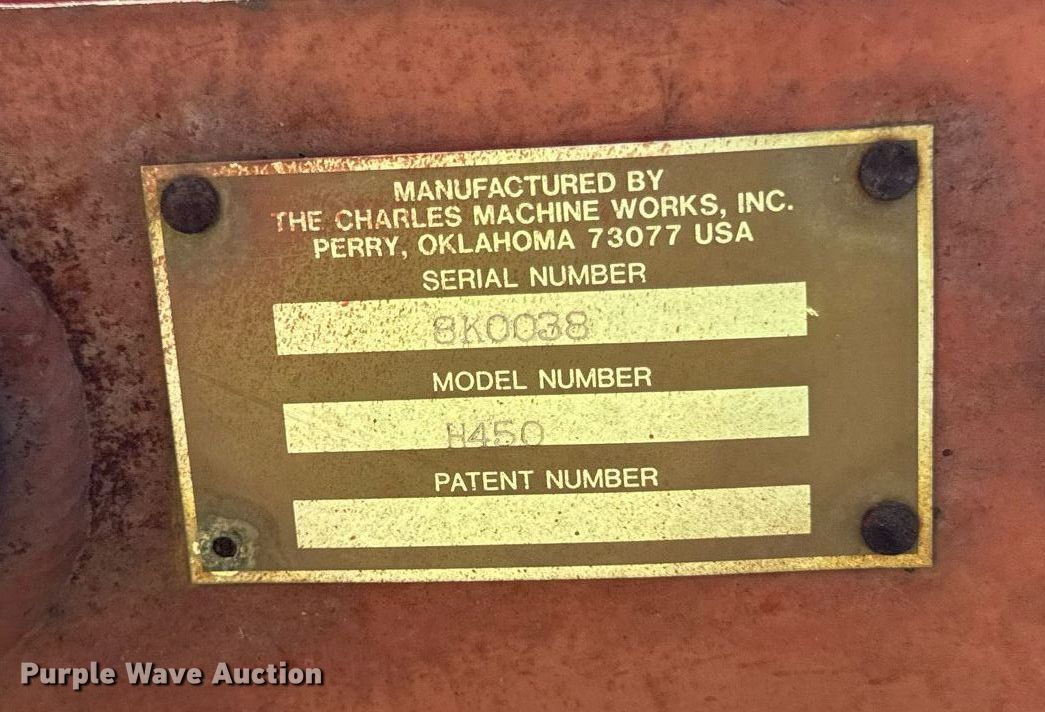 MANUFACTURED BY
THE CHARLES MACHINE WORKS, INC.
PERRY, OKLAHOMA 73077 USA
SERIAL NUMBER
8K0038
MODEL NUMBER
H450
PATENT NUMBER
Purple Wave Auction